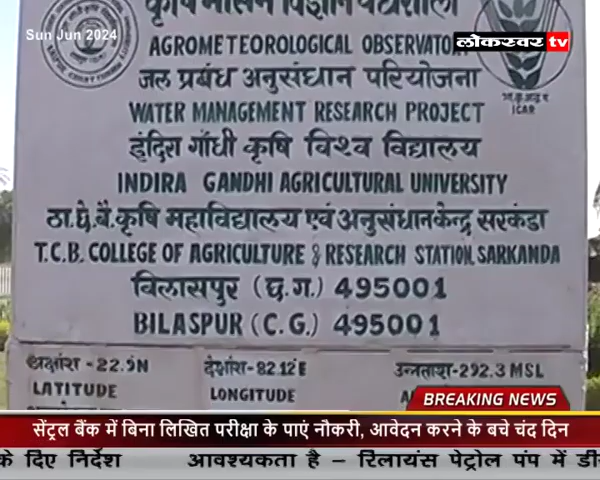 Sun Jun 2024
कृषि मौसम विज्ञान वेधशाला
लोकस्वर tv
AGROMETEOROLOGICAL OBSERVATORY
जल प्रबंध अनुसंधान परियोजना
ICAR
WATER MANAGEMENT RESEARCH PROJECT
इंदिरा गाँधी कृषि विश्व विद्यालय
INDIRA GANDHI AGRICULTURAL UNIVERSITY
ठा.छे.बै.कृषि महाविद्यालय एवं अनुसंधानकेन्द्र सरकंडा
T.C.B. COLLEGE OF AGRICULTURE & RESEARCH STATION, SARKANDA
बिलासपुर (छ.ग.) 495001
BILASPUR (C.G.) 495001
अक्षांश - 22.9N देशांश - 82.12E उन्नतांश - 292.3 MSL
LATITUDE LONGITUDE
BREAKING NEWS
सेंट्रल बैंक में बिना लिखित परीक्षा के पाएं नौकरी, आवेदन करने के बचे चंद दिन
के दिए निर्देश आवश्यकता है – रिलायंस पेट्रोल पंप में